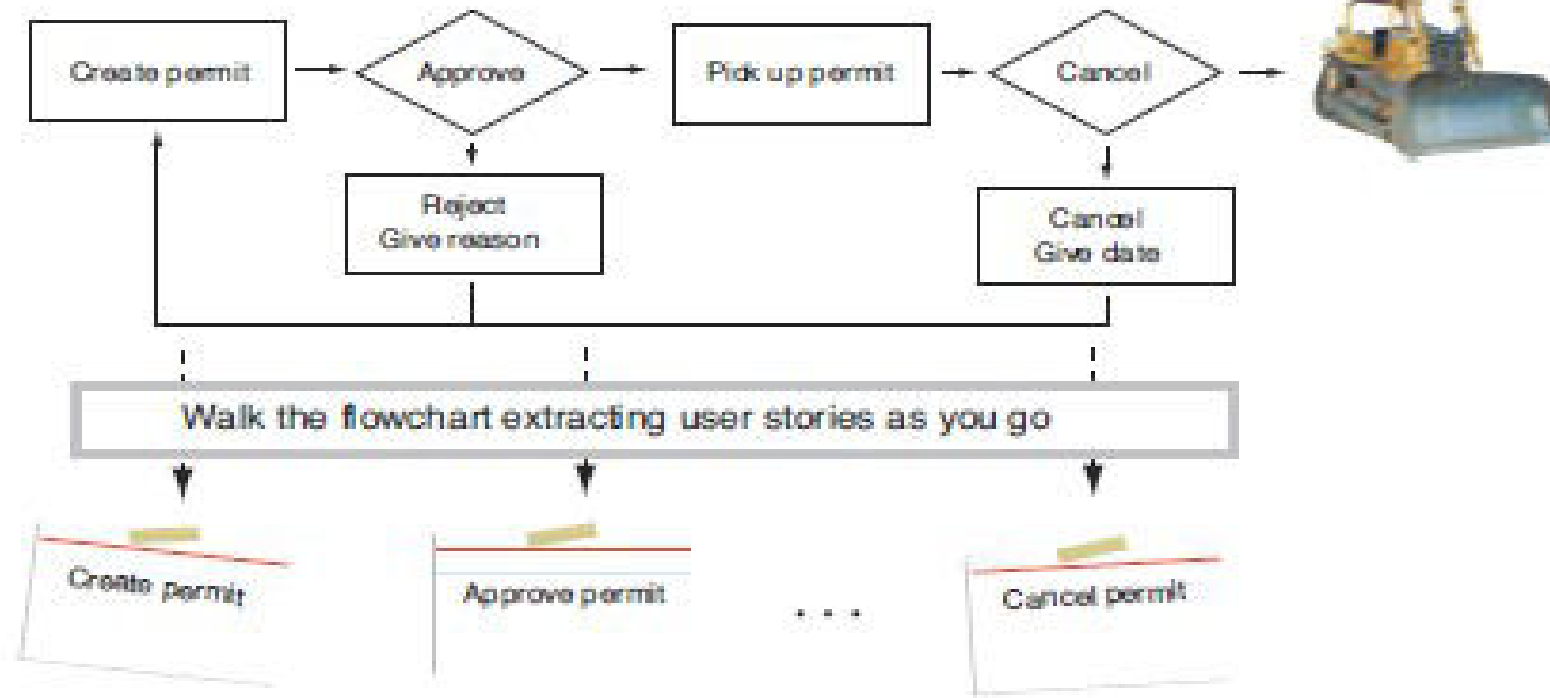 Create permit
Approve
Pick up permit
Cancel
Reject
Give reason
Cancel
Give date
Walk the flowchart extracting user stories as you go
Create permit
Approve permit
. . .
Cancel permit